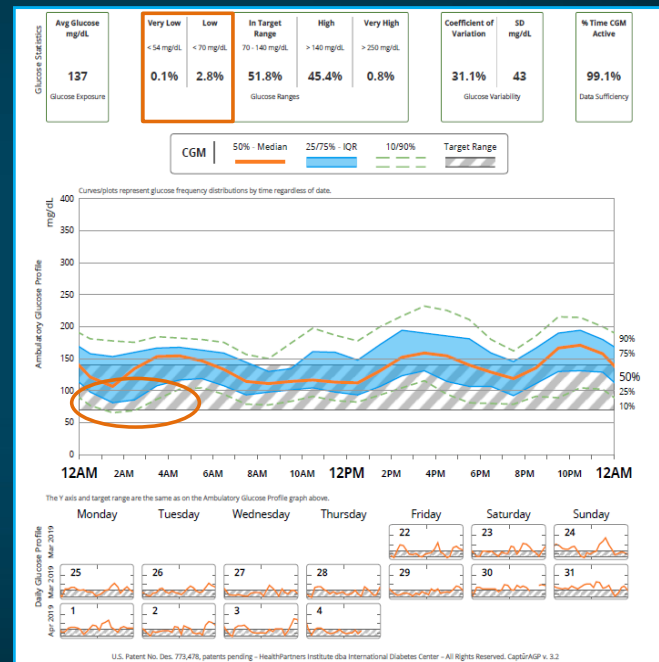 Glucose Statistics
Avg Glucose
mg/dL
137
Glucose Exposure
Very Low
< 54 mg/dL
0.1%
Low
< 70 mg/dL
2.8%
In Target
Range
70 - 140 mg/dL
51.8%
High
> 140 mg/dL
45.4%
Very High
> 250 mg/dL
0.8%
Glucose Ranges
Coefficient of
Variation
31.1%
SD
mg/dL
43
Glucose Variability
% Time CGM
Active
99.1%
Data Sufficiency
CGM
50% - Median
25/75% - IQR
10/90%
Target Range
Curves/plots represent glucose frequency distributions by time regardless of date.
mg/dL
Ambulatory Glucose Profile
400
350
300
250
200
150
100
50
0
90%
75%
50%
25%
10%
12AM 2AM 4AM 6AM 8AM 10AM 12PM 2PM 4PM 6PM 8PM 10PM 12AM
The Y axis and target range are the same as on the Ambulatory Glucose Profile graph above.
Monday Tuesday Wednesday Thursday Friday Saturday Sunday
Daily Glucose Profile
Mar 2019
22 23 24
Mar 2019
25 26 27 28 29 30 31
Apr 2019
1 2 3 4
U.S. Patent No. Des. 773,478, patents pending – HealthPartners Institute dba International Diabetes Center – All Rights Reserved. CaptūrAGP v. 3.2